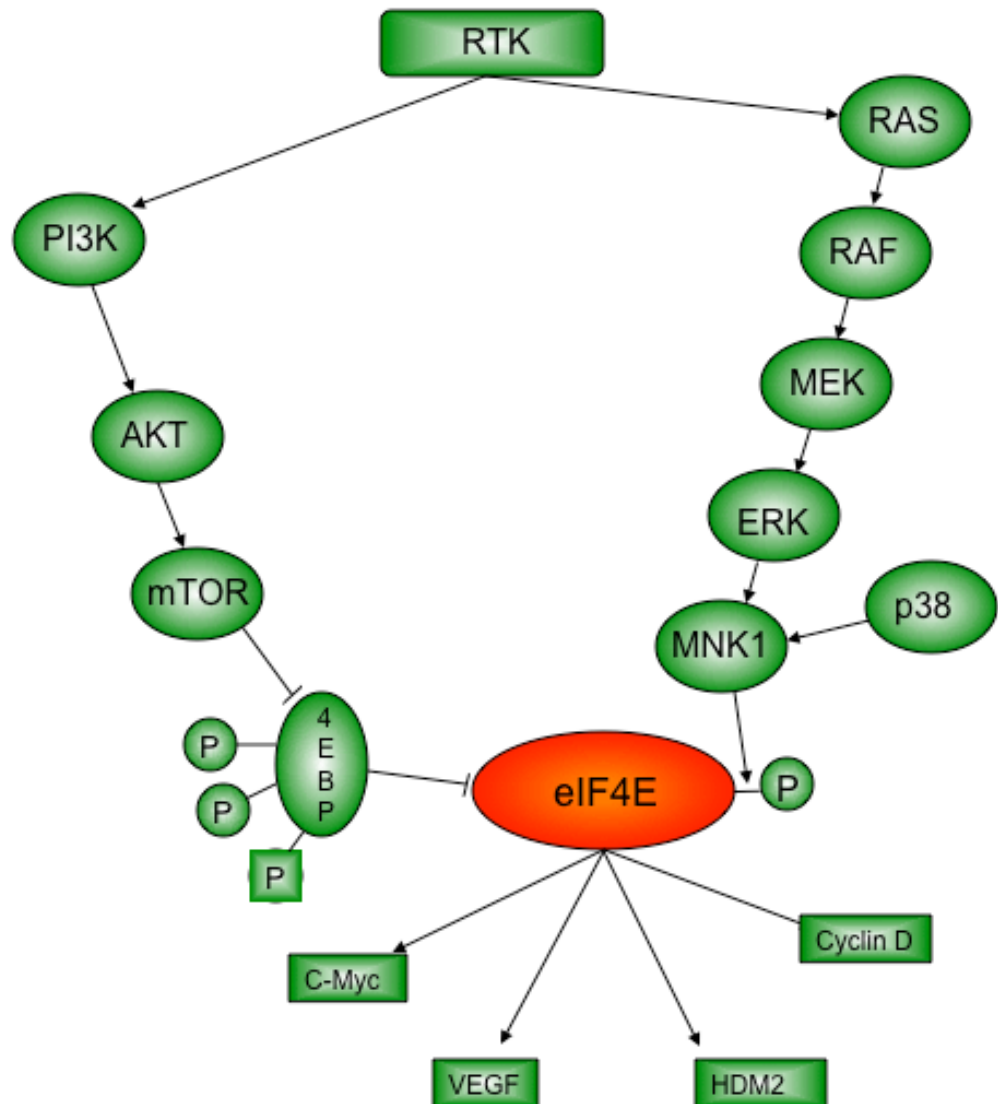 RTK
RAS
PI3K
RAF
MEK
AKT
ERK
mTOR
p38
MNK1
4
E
B
P
P
P
P
eIF4E
P
Cyclin D
C-Myc
VEGF
HDM2